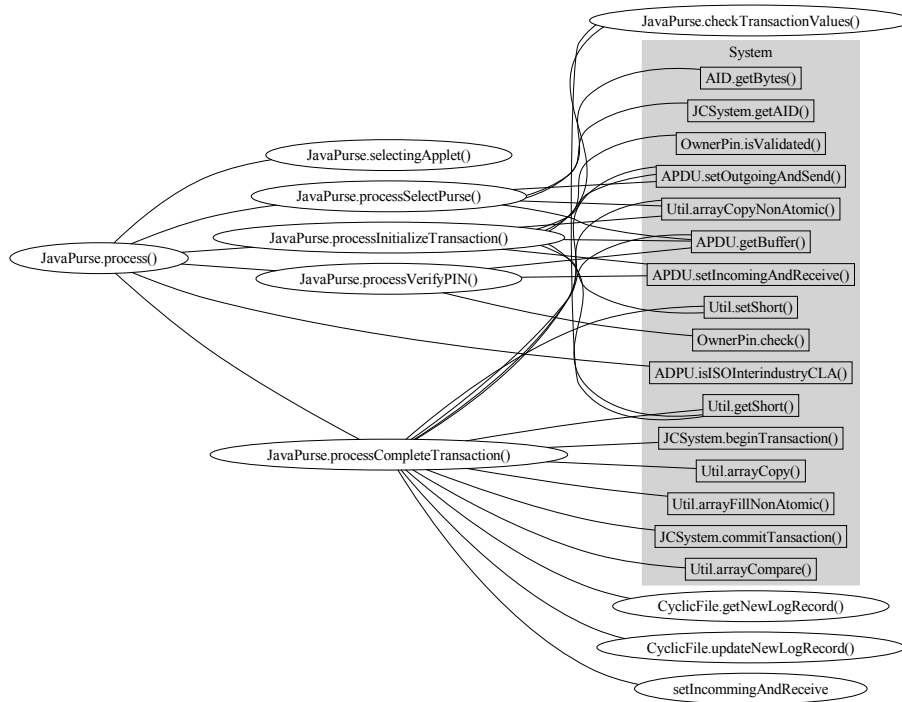 JavaPurse.checkTransactionValues()
System
AID.getBytes()
JCSystem.getAID()
OwnerPin.isValidated()
JavaPurse.selectingApplet()
APDU.setOutgoingAndSend()
JavaPurse.processSelectPurse()
Util.arrayCopyNonAtomic()
JavaPurse.processInitializeTransaction()
APDU.getBuffer()
JavaPurse.process()
JavaPurse.processVerifyPIN()
APDU.setIncomingAndReceive()
Util.setShort()
OwnerPin.check()
ADPU.isISOInterindustryCLA()
Util.getShort()
JCSystem.beginTransaction()
JavaPurse.processCompleteTransaction()
Util.arrayCopy()
Util.arrayFillNonAtomic()
JCSystem.commitTansaction()
Util.arrayCompare()
CyclicFile.getNewLogRecord()
CyclicFile.updateNewLogRecord()
setIncommingAndReceive